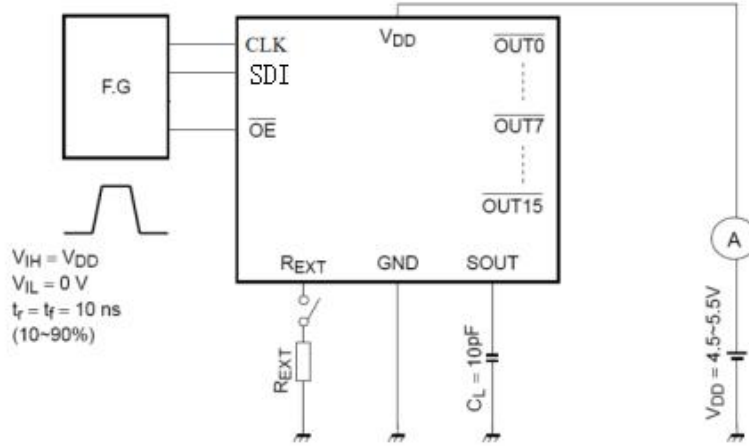 F.G
CLK
SDI
OE
VDD
OUT0
OUT7
OUT15
REXT
GND
SOUT
A
VIH = VDD
VIL = 0 V
tr = tf = 10 ns
(10~90%)
REXT
CL = 10pF
VDD = 4.5~5.5V